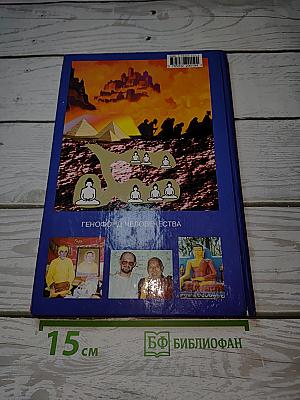 ГЕНОФОНД ЧЕЛОВЕЧЕСТВА
15 см
БФ БИБЛИОФАН